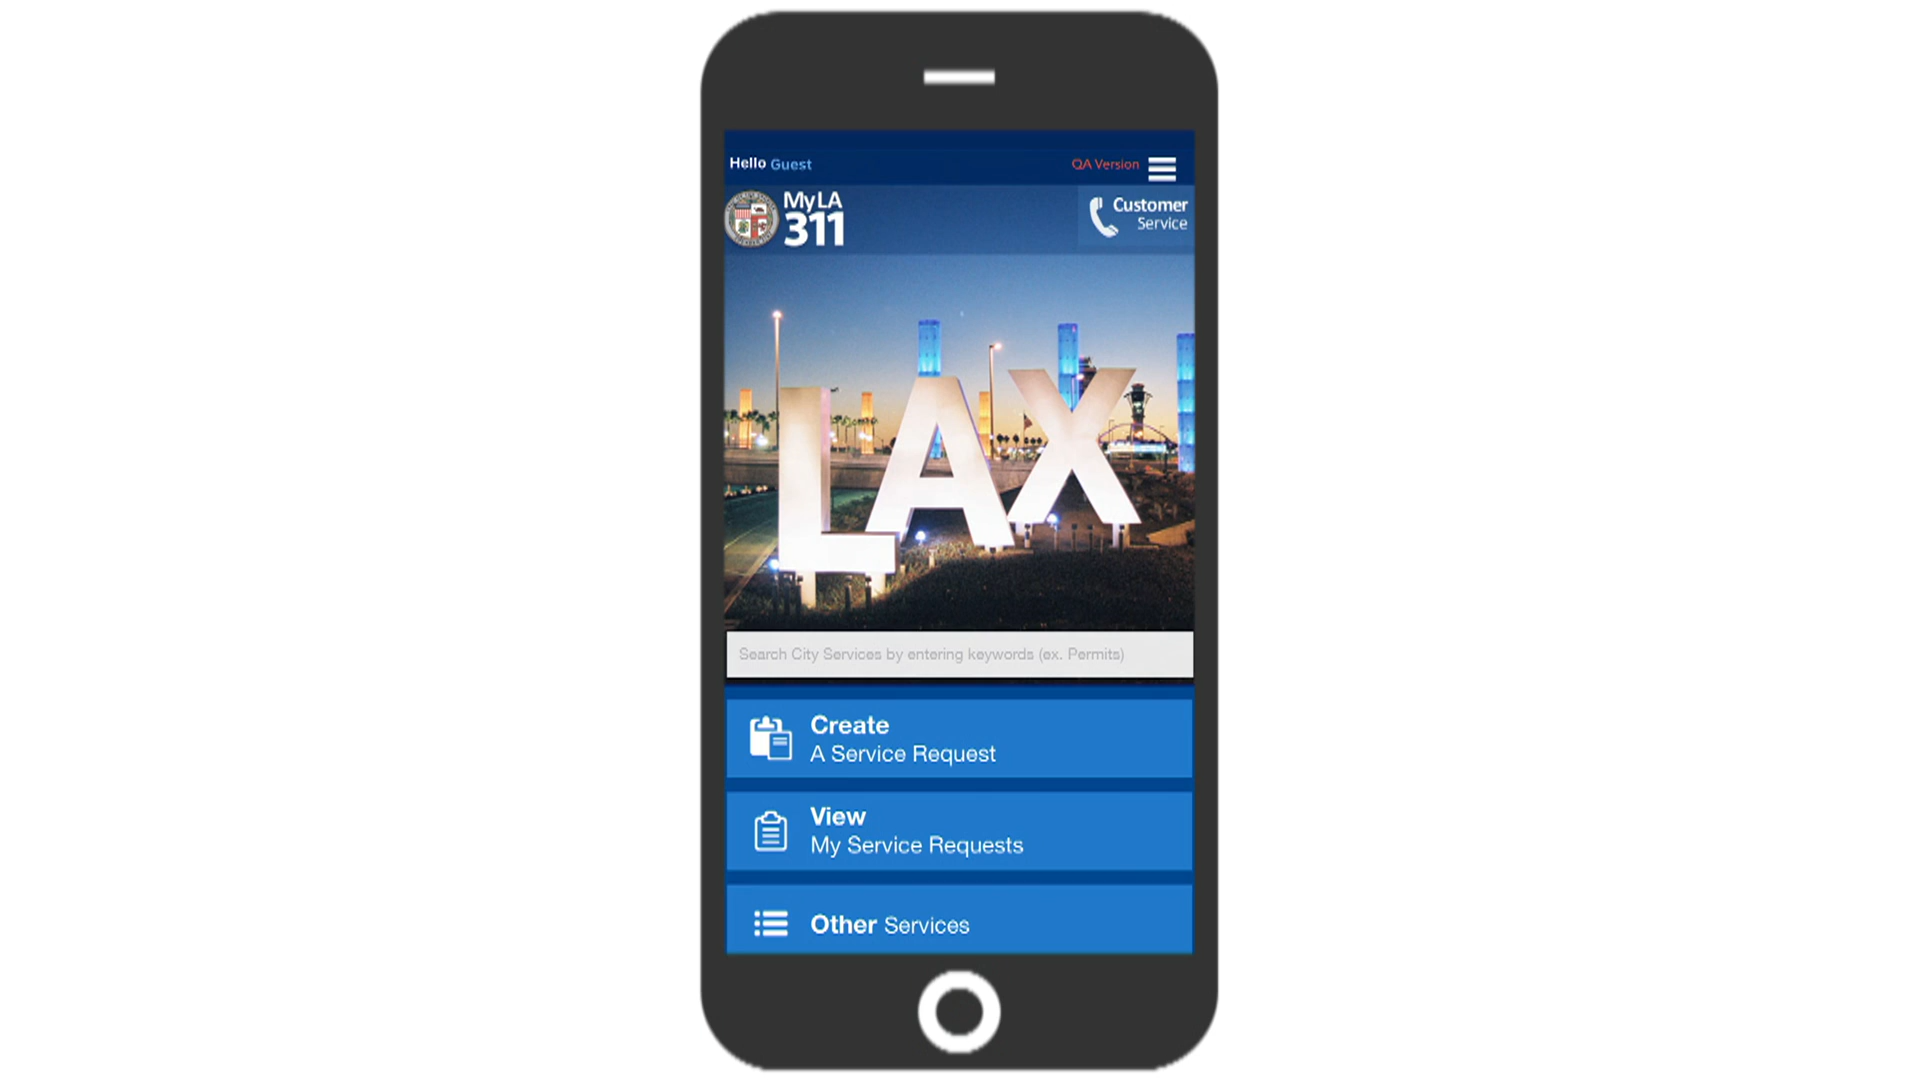 Hello Guest
QA Version
MyLA
311
Customer
Service
LAX
Search City Services by entering keywords (ex. Permits)
Create
A Service Request
View
My Service Requests
Other Services